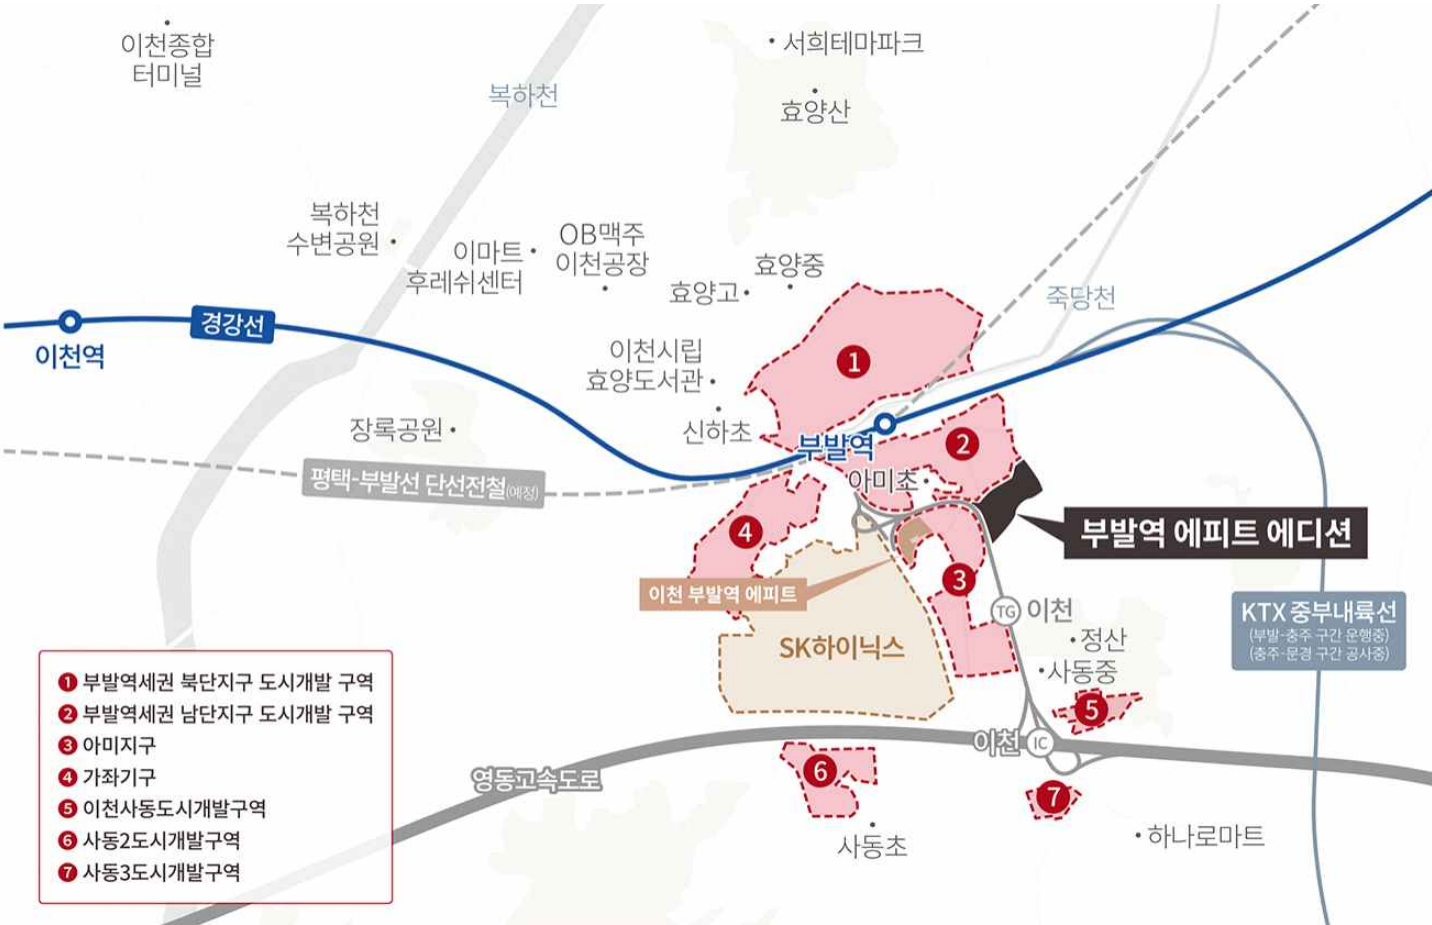 이천종합
터미널
복하천
서희테마파크
효양산
복하천
수변공원
이마트
후레쉬센터
OB맥주
이천공장
효양고
효양중
죽당천
경강선
이천역
이천시립
효양도서관
신하초
장록공원
부발역
평택-부발선 단선전철(예정)
아미초
1
2
3
4
5
6
7
부발역 에피트 에디션
이천 부발역 에피트
SK하이닉스
TG 이천
KTX 중부내륙선
(부발-충주 구간 운행중)
(충주-문경 구간 공사중)
정산
사동중
이천 IC
영동고속도로
사동초
하나로마트
1 부발역세권 북단지구 도시개발 구역
2 부발역세권 남단지구 도시개발 구역
3 아미지구
4 가좌기구
5 이천사동도시개발구역
6 사동2도시개발구역
7 사동3도시개발구역